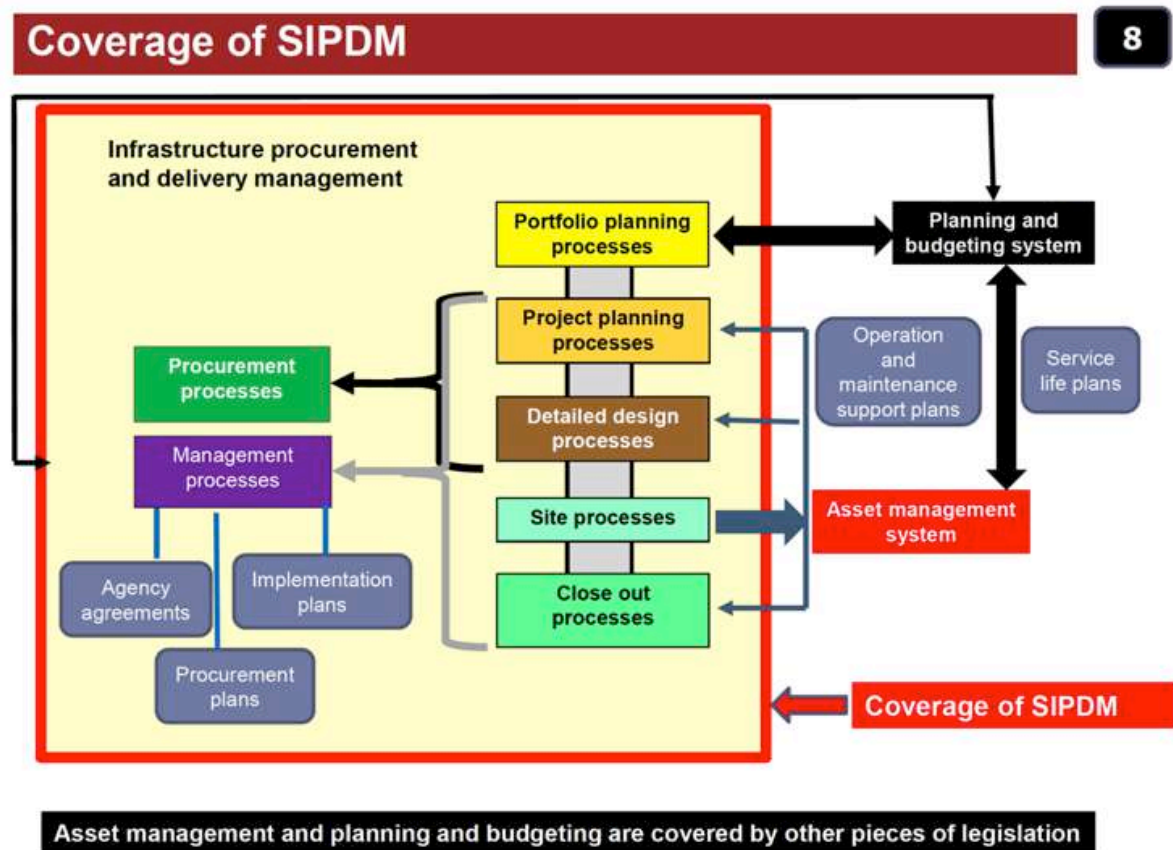 Coverage of SIPDM
8
Infrastructure procurement
and delivery management
Portfolio planning
processes
Planning and
budgeting system
Project planning
processes
Operation
and
maintenance
support plans
Service
life plans
Procurement
processes
Detailed design
processes
Management
processes
Site processes
Asset management
system
Agency
agreements
Implementation
plans
Close out
processes
Procurement
plans
Coverage of SIPDM
Asset management and planning and budgeting are covered by other pieces of legislation